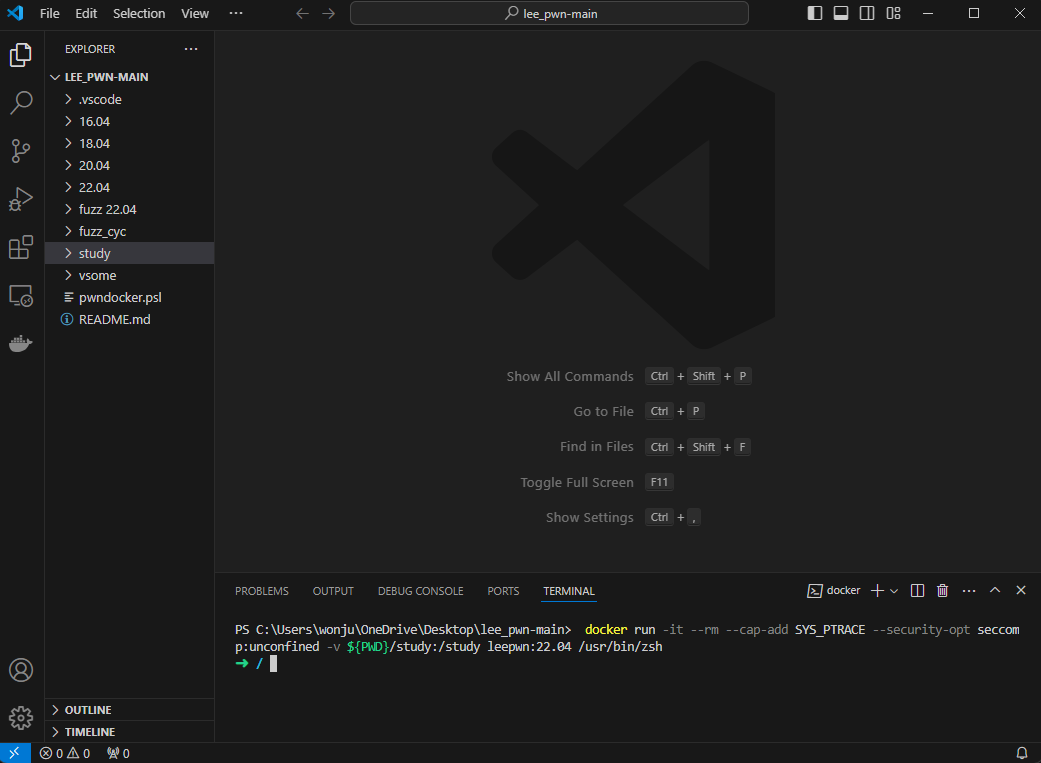 File Edit Selection View ···
lee_pwn-main
EXPLORER ···
LEE_PWN-MAIN
.vscode
16.04
18.04
20.04
22.04
fuzz 22.04
fuzz_cyc
study
vsome
pwndocker.psl
README.md
Show All Commands Ctrl + Shift + P
Go to File Ctrl + P
Find in Files Ctrl + Shift + F
Toggle Full Screen F11
Show Settings Ctrl + ,
PROBLEMS OUTPUT DEBUG CONSOLE PORTS TERMINAL docker
PS C:\Users\wonju\OneDrive\Desktop\lee_pwn-main> docker run -it --rm --cap-add SYS_PTRACE --security-opt seccom
p:unconfined -v ${PWD}/study:/study leepwn:22.04 /usr/bin/zsh
➜ /
OUTLINE
TIMELINE
0 0 0